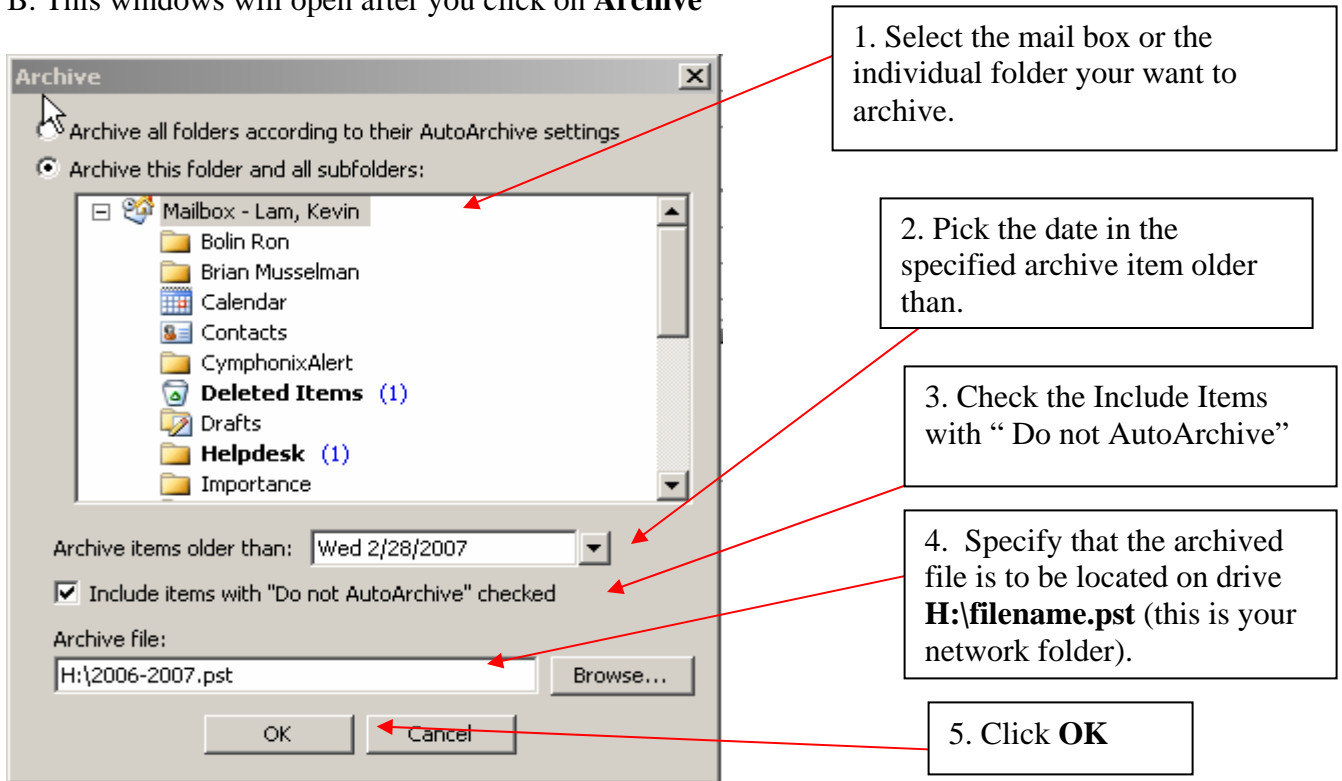 B. This windows will open after you click on Archive
Archive
Archive all folders according to their AutoArchive settings
Archive this folder and all subfolders:
Mailbox - Lam, Kevin
Bolin Ron
Brian Musselman
Calendar
Contacts
CymphonixAlert
Deleted Items (1)
Drafts
Helpdesk (1)
Importance
Archive items older than: Wed 2/28/2007
Include items with "Do not AutoArchive" checked
Archive file:
H:\2006-2007.pst Browse...
OK Cancel
1. Select the mail box or the
individual folder your want to
archive.
2. Pick the date in the
specified archive item older
than.
3. Check the Include Items
with “ Do not AutoArchive”
4. Specify that the archived
file is to be located on drive
H:\filename.pst (this is your
network folder).
5. Click OK